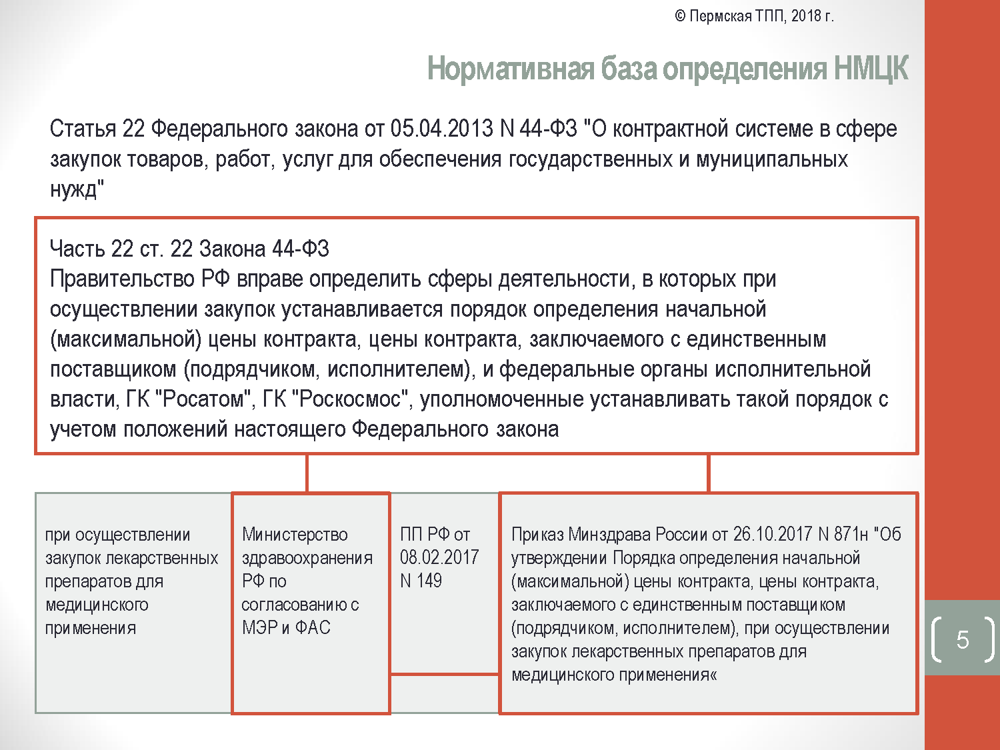 © Пермская ТПП, 2018 г.
Нормативная база определения НМЦК
Статья 22 Федерального закона от 05.04.2013 N 44-ФЗ "О контрактной системе в сфере
закупок товаров, работ, услуг для обеспечения государственных и муниципальных
нужд"
Часть 22 ст. 22 Закона 44-ФЗ
Правительство РФ вправе определить сферы деятельности, в которых при
осуществлении закупок устанавливается порядок определения начальной
(максимальной) цены контракта, цены контракта, заключаемого с единственным
поставщиком (подрядчиком, исполнителем), и федеральные органы исполнительной
власти, ГК "Росатом", ГК "Роскосмос", уполномоченные устанавливать такой порядок с
учетом положений настоящего Федерального закона
при осуществлении
закупок лекарственных
препаратов для
медицинского
применения
Министерство
здравоохранения
РФ по
согласованию с
МЭР и ФАС
ПП РФ от
08.02.2017
N 149
Приказ Минздрава России от 26.10.2017 N 871н "Об
утверждении Порядка определения начальной
(максимальной) цены контракта, цены контракта,
заключаемого с единственным поставщиком
(подрядчиком, исполнителем), при осуществлении
закупок лекарственных препаратов для
медицинского применения«
5